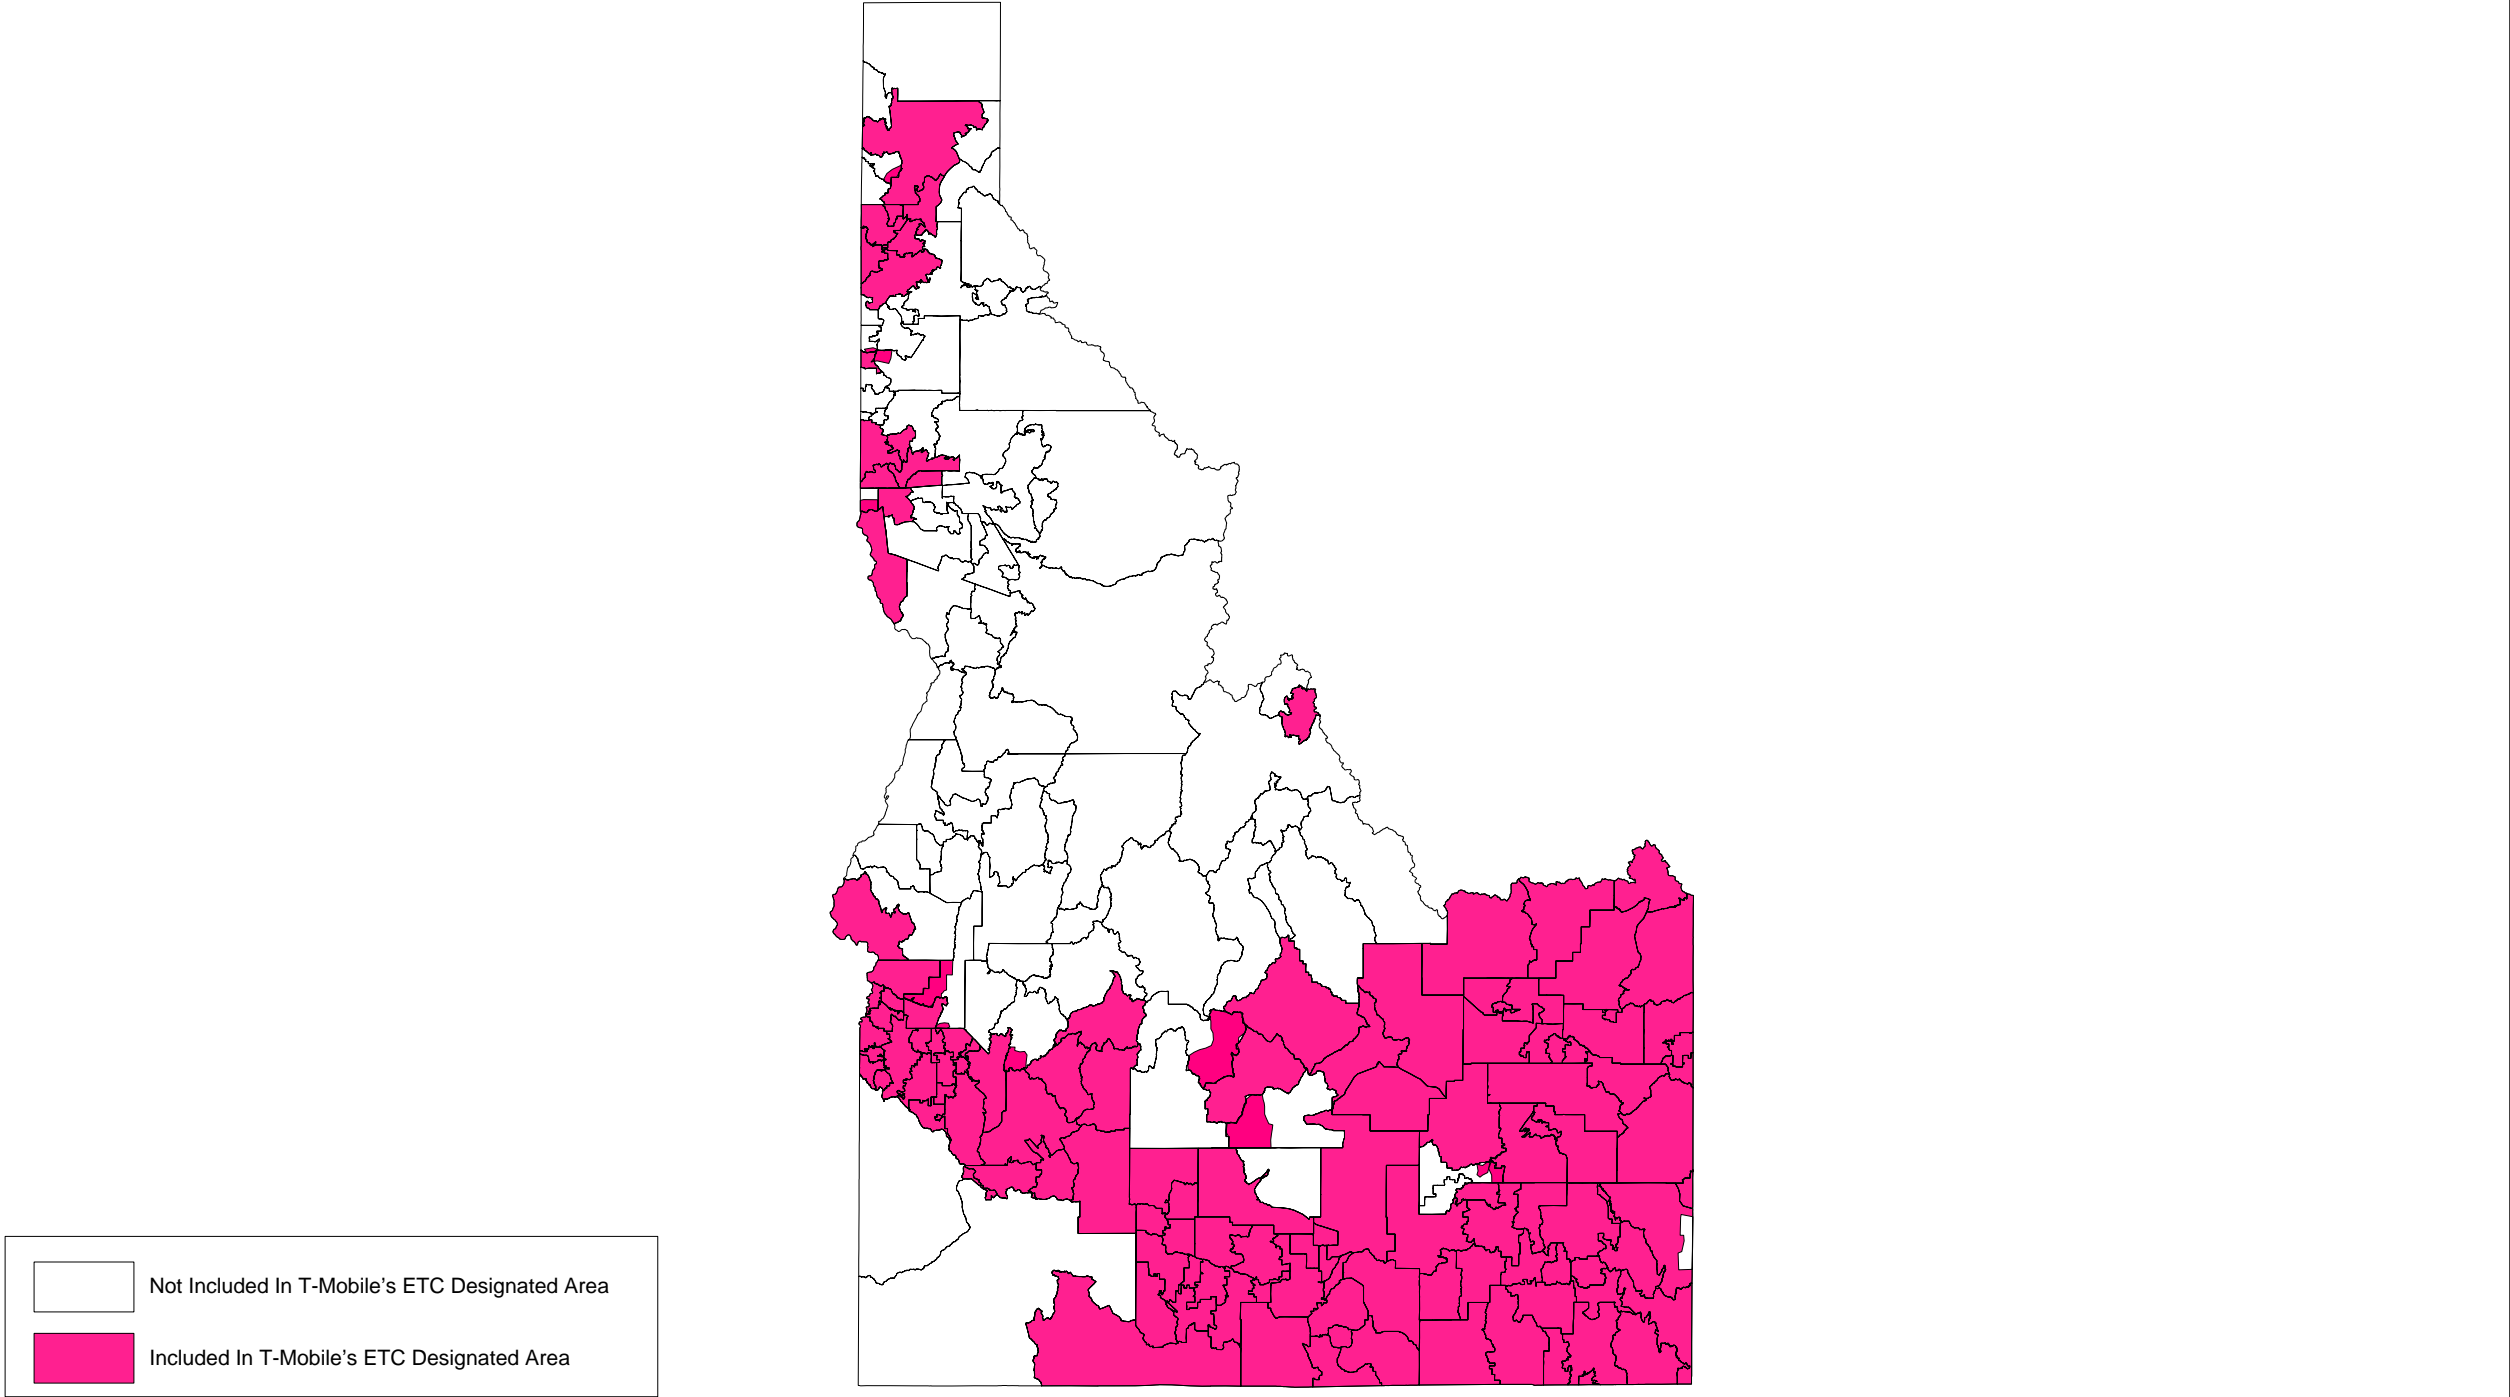 Not Included In T-Mobile’s ETC Designated Area
Included In T-Mobile’s ETC Designated Area